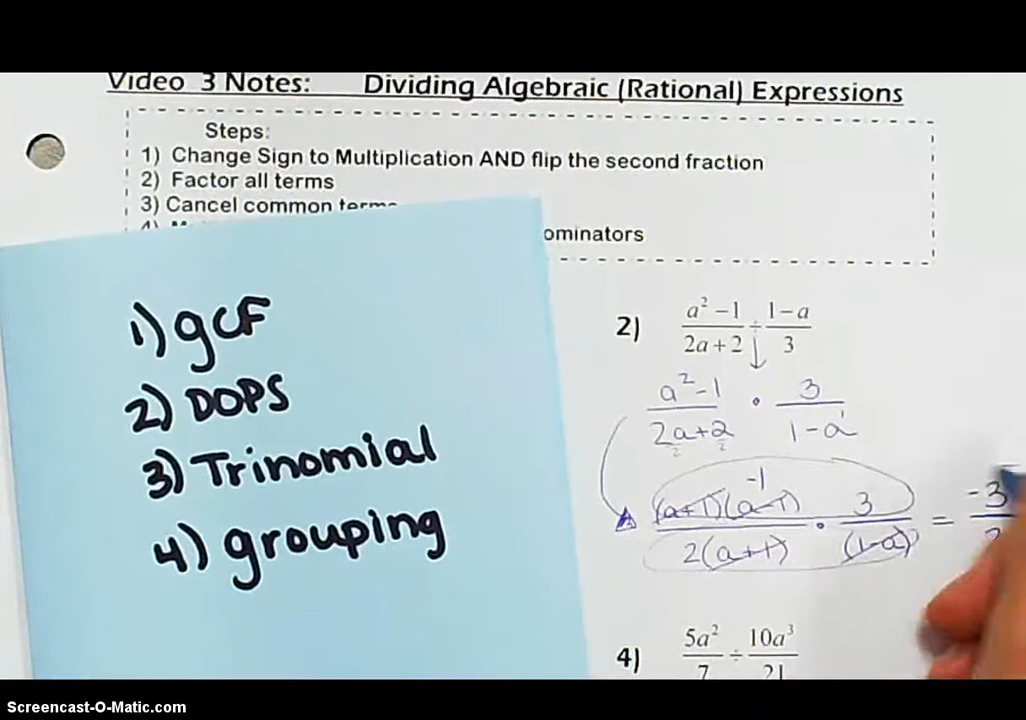 Video 3 Notes: Dividing Algebraic (Rational) Expressions
Steps:
1) Change Sign to Multiplication AND flip the second fraction
2) Factor all terms
3) Cancel common terms
4) ominators
1) gCF
2) DOPS
3) Trinomial
4) grouping
2) a² - 1 / 2a + 2 ÷ 1 - a / 3
a² - 1 / 2a + 2 · 3 / 1 - a
-1
(a+1)(a-1) / 2(a+1) · 3 / (1-a) = -3 / 2
4) 5a² / 7 ÷ 10a³ / 21
Screencast-O-Matic.com